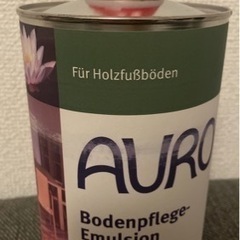 Für Holzfußböden
AURO
Bodenpflege-
Emulsion